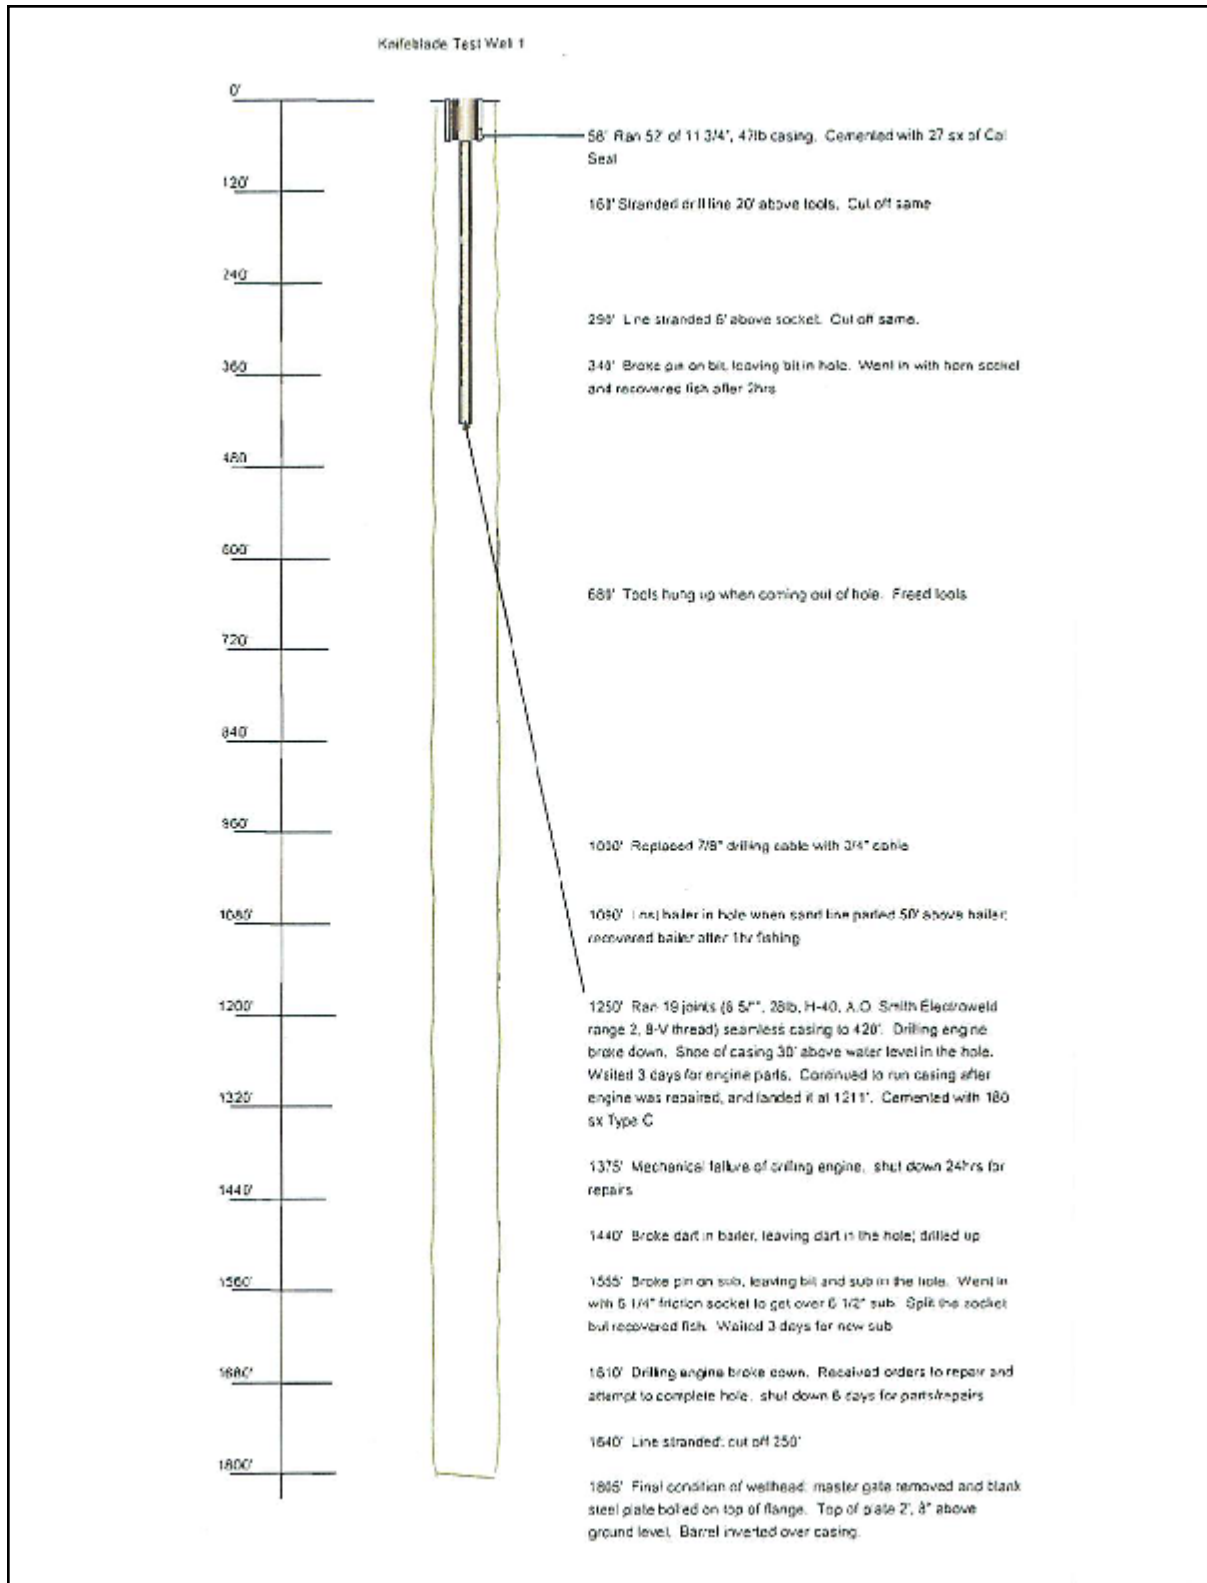 Knifeblade Test Well 1
0'
58' Ran 52' of 11 3/4", 47lb casing. Cemented with 27 sx of Cal
Seal
120'
160' Stranded drill line 20' above tools. Cut off same
240'
290' Line stranded 6' above socket. Cut off same.
360'
340' Broke pin on bit, leaving bit in hole. Went in with horn socket
and recovered fish after 2hrs
480
600'
680' Tools hung up when coming out of hole. Freed tools
720'
840'
960'
Replaced 7/8" drilling cable with 3/4" cable
1080'
1090' Lost bailer in hole when sand line parted 50' above bailer;
recovered bailer after 1hr fishing
1200'
1250' Ran 19 joints 28lb, H-40, A.O. Smith Electroweld
range 2, 8-V thread) seamless casing to 420'. Drilling engine
broke down. Shoe of casing 30' above water level in the hole.
Waited 3 days for engine parts. Continued to run casing after
engine was repaired, and landed it at 1211'. Cemented with 180
sx Type C
1320'
1375' Mechanical failure of drilling engine, shut down 24hrs for
repairs
1440'
1440' Broke dart in bailer, leaving dart in the hole; drilled up
1560'
1555' Broke pin on sub, leaving bit and sub in the hole. Went in
with 6 1/4" friction socket to get over 6 1/2" sub. Split the socket
but recovered fish. Waited 3 days for new sub
1680'
1610' Drilling engine broke down. Received orders to repair and
attempt to complete hole, shut down 6 days for parts/repairs
1640' Line stranded; cut off 250'
1800'
1805' Final condition of wellhead: master gate removed and blank
steel plate bolted on top of flange. Top of plate 2', 8" above
ground level. Barrel inverted over casing.